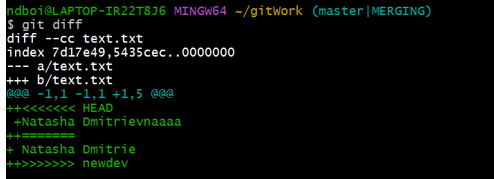 ndboi@LAPTOP-IR22T8J6 MINGW64 ~/gitWork (master|MERGING)
$ git diff
diff --cc text.txt
index 7d17e49,5435cec..0000000
--- a/text.txt
+++ b/text.txt
@@@ -1,1 -1,1 +1,5 @@@
++<<<<<<< HEAD
 +Natasha Dmitrievnaaaa
++=======
+ Natasha Dmitrie
++>>>>>>> newdev